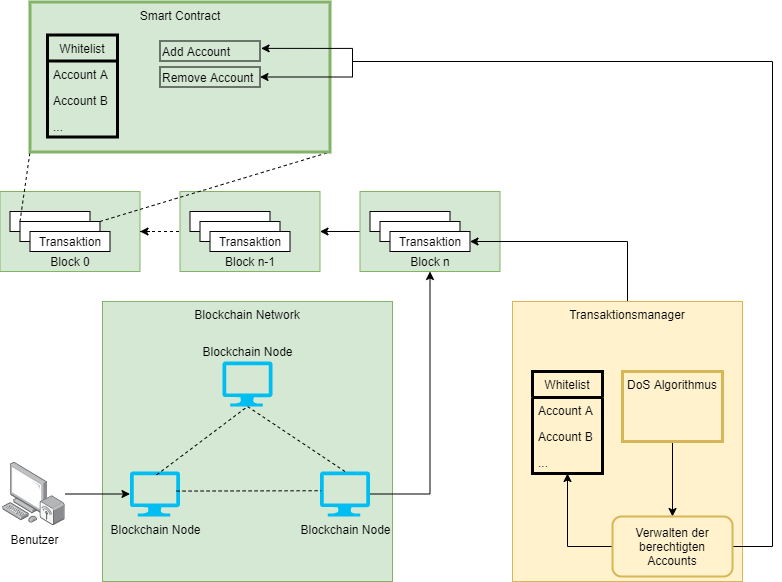 Smart Contract
Whitelist
Account A
Account B
...
Add Account
Remove Account
Transaktion
Block 0
Transaktion
Block n-1
Transaktion
Block n
Blockchain Network
Blockchain Node
Blockchain Node
Blockchain Node
Benutzer
Transaktionsmanager
Whitelist
Account A
Account B
...
DoS Algorithmus
Verwalten der
berechtigten
Accounts